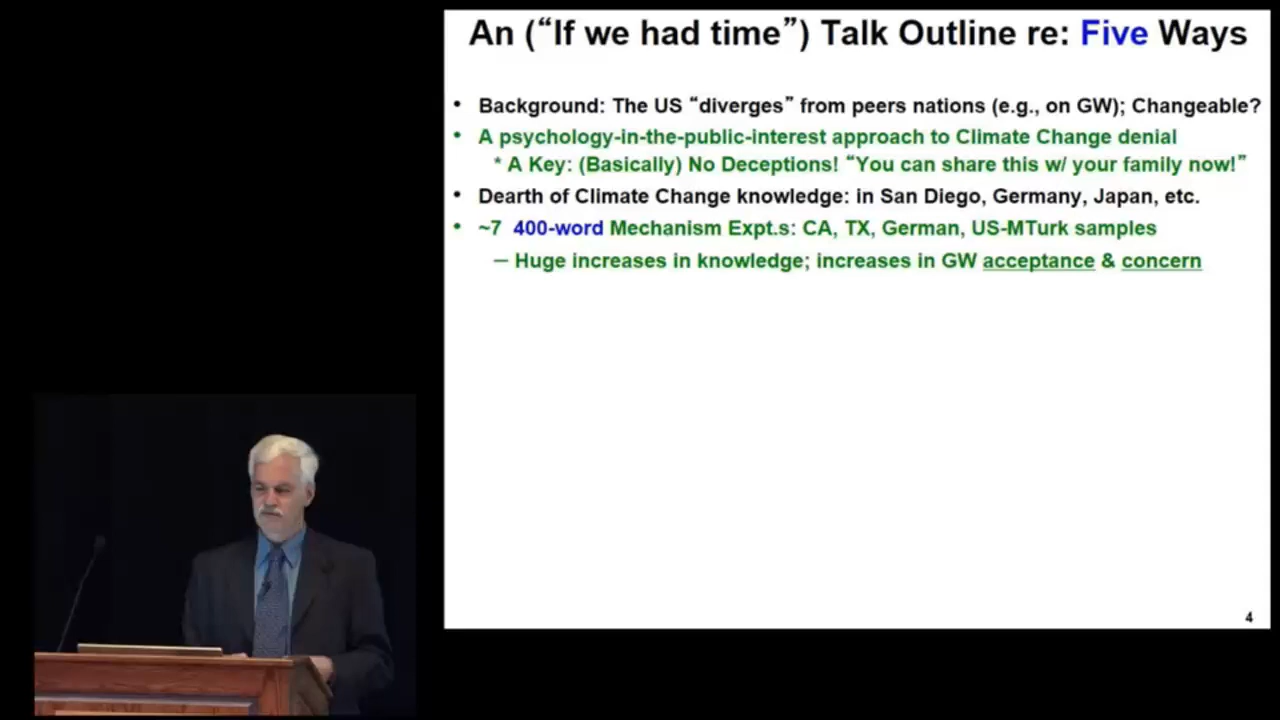 An (“If we had time”) Talk Outline re: Five Ways
• Background: The US “diverges” from peers nations (e.g., on GW); Changeable?
• A psychology-in-the-public-interest approach to Climate Change denial
* A Key: (Basically) No Deceptions! “You can share this w/ your family now!”
• Dearth of Climate Change knowledge: in San Diego, Germany, Japan, etc.
• ~7 400-word Mechanism Expt.s: CA, TX, German, US-MTurk samples
– Huge increases in knowledge; increases in GW acceptance & concern
4